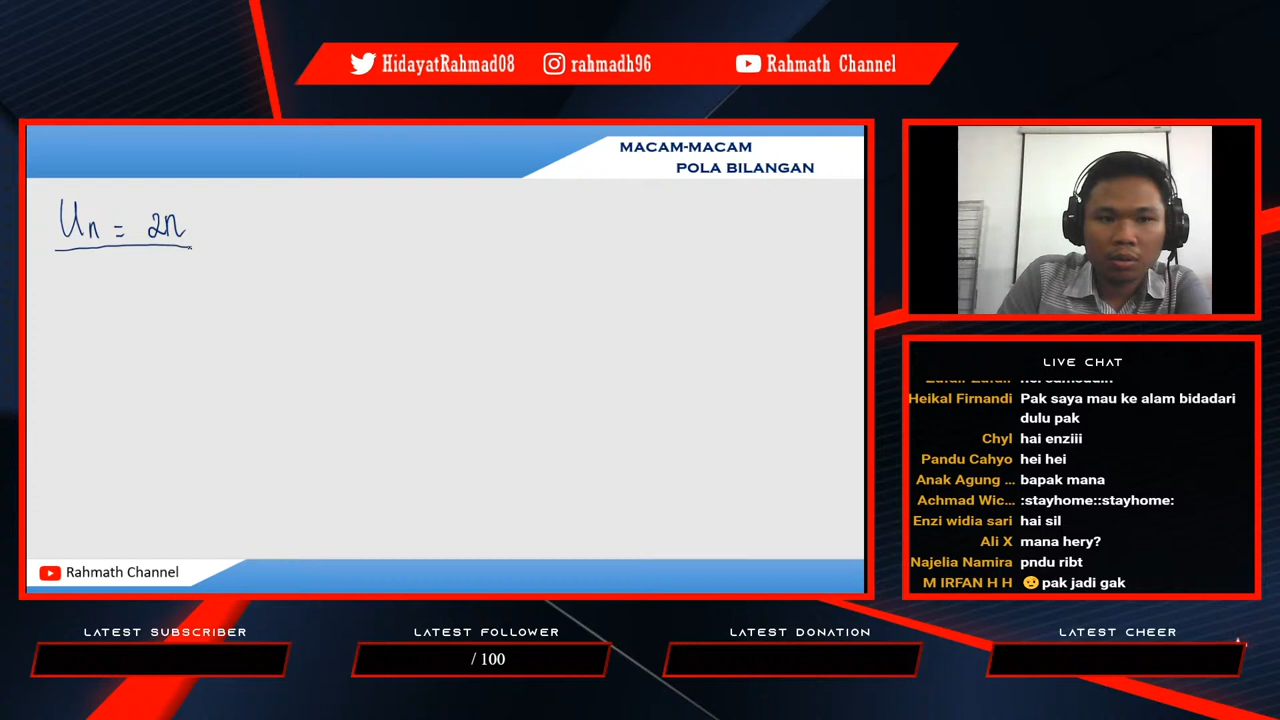 HidayatRahmad08 rahmadh96 Rahmath Channel
MACAM-MACAM
POLA BILANGAN
Un = 2n
Rahmath Channel
LIVE CHAT
Heikal Firnandi Pak saya mau ke alam bidadari
dulu pak
Chyl hai enziii
Pandu Cahyo hei hei
Anak Agung ... bapak mana
Achmad Wic... :stayhome::stayhome:
Enzi widia sari hai sil
Ali X mana hery?
Najelia Namira pndu ribt
M IRFAN H H 😥pak jadi gak
LATEST SUBSCRIBER LATEST FOLLOWER LATEST DONATION LATEST CHEER
/ 100